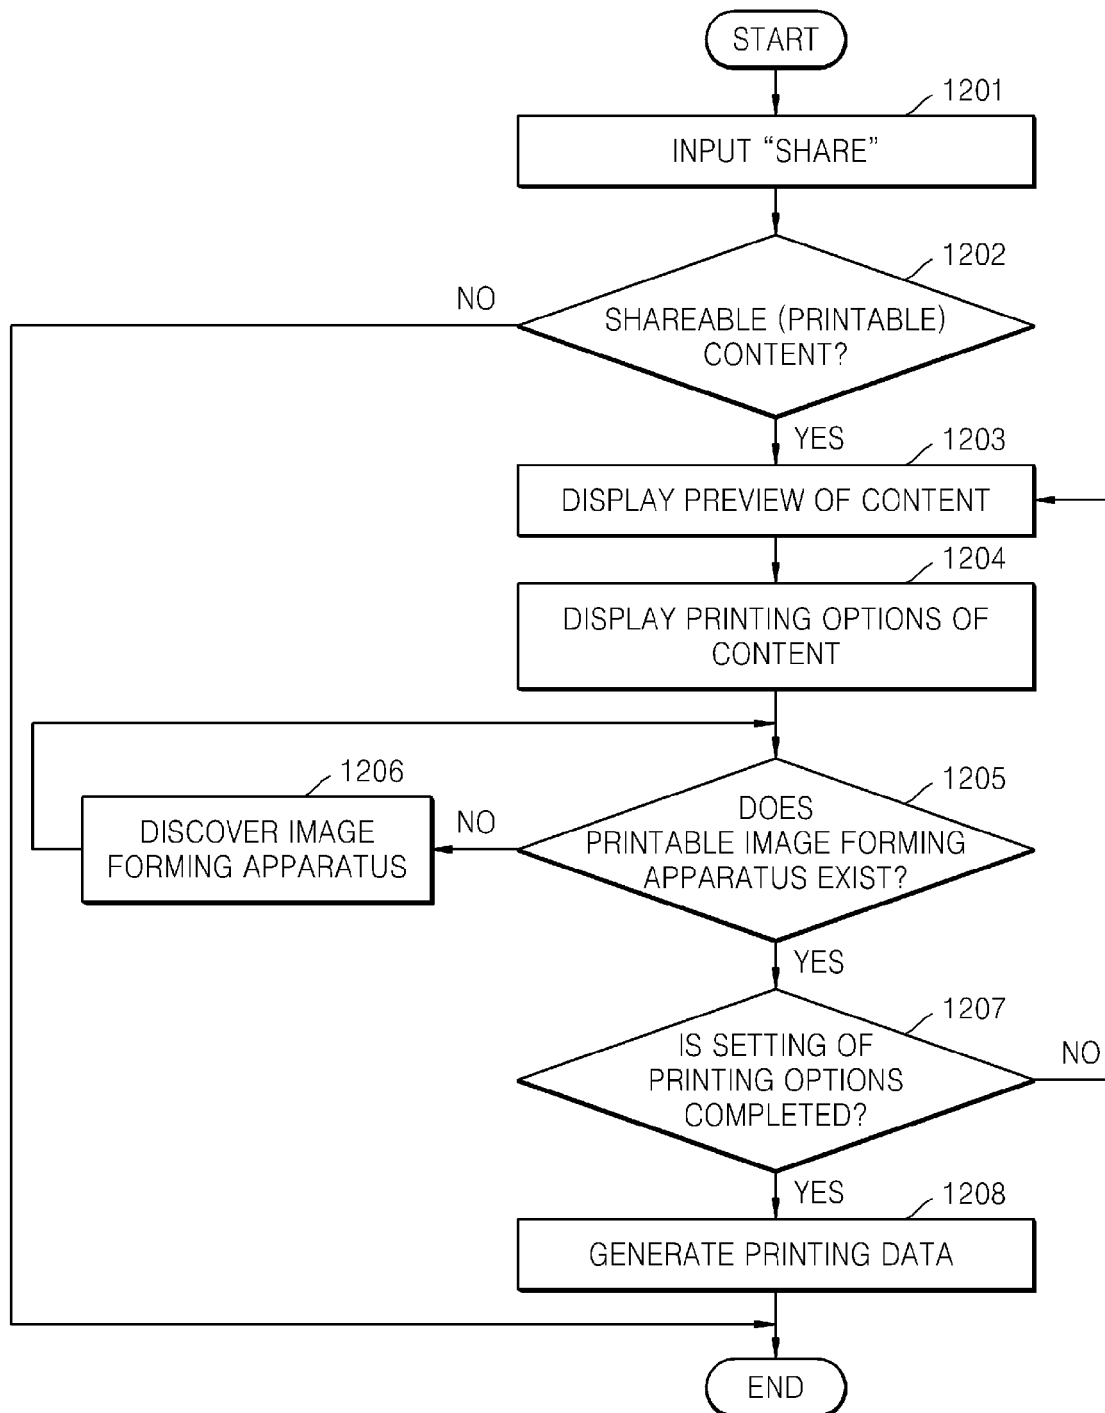 START
1201
INPUT “SHARE”
1202
NO
SHAREABLE (PRINTABLE)
CONTENT?
YES
1203
DISPLAY PREVIEW OF CONTENT
1204
DISPLAY PRINTING OPTIONS OF
CONTENT
1206
DISCOVER IMAGE
FORMING APPARATUS
NO
1205
DOES
PRINTABLE IMAGE FORMING
APPARATUS EXIST?
YES
1207
IS SETTING OF
PRINTING OPTIONS
COMPLETED?
NO
YES
1208
GENERATE PRINTING DATA
END